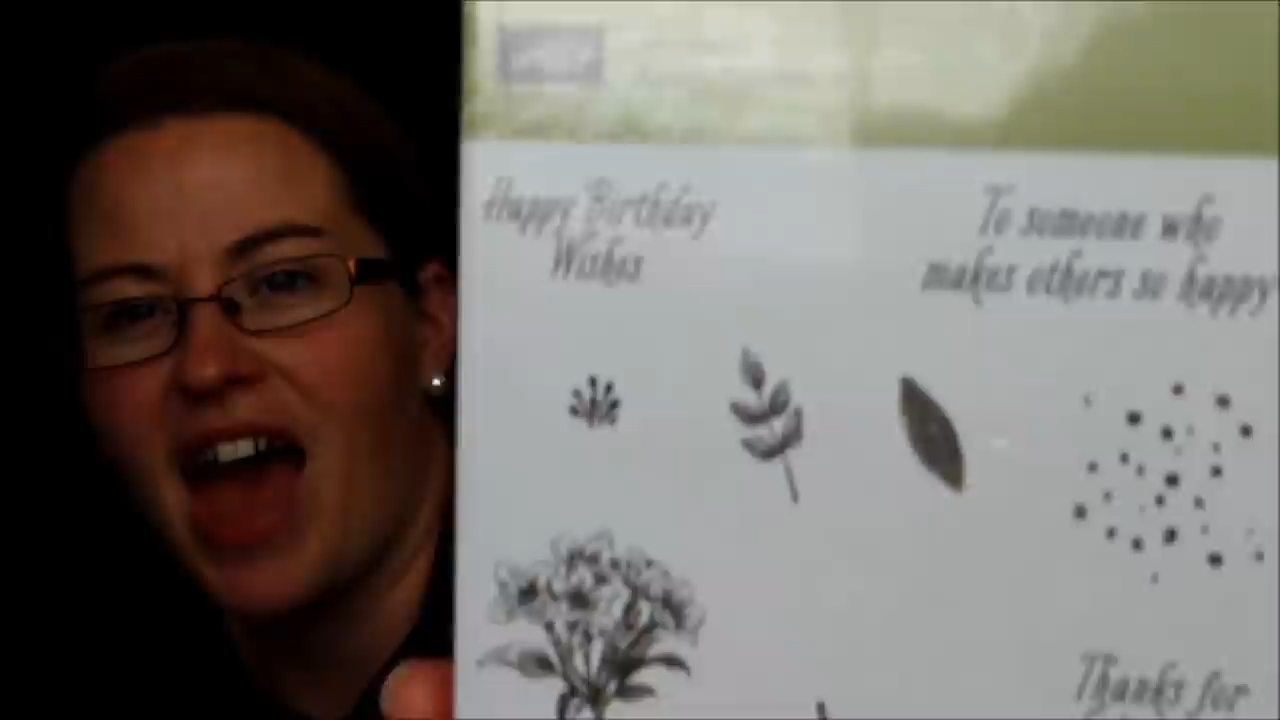 Happy Birthday
Wishes
To someone who
makes others so happy
Thanks for